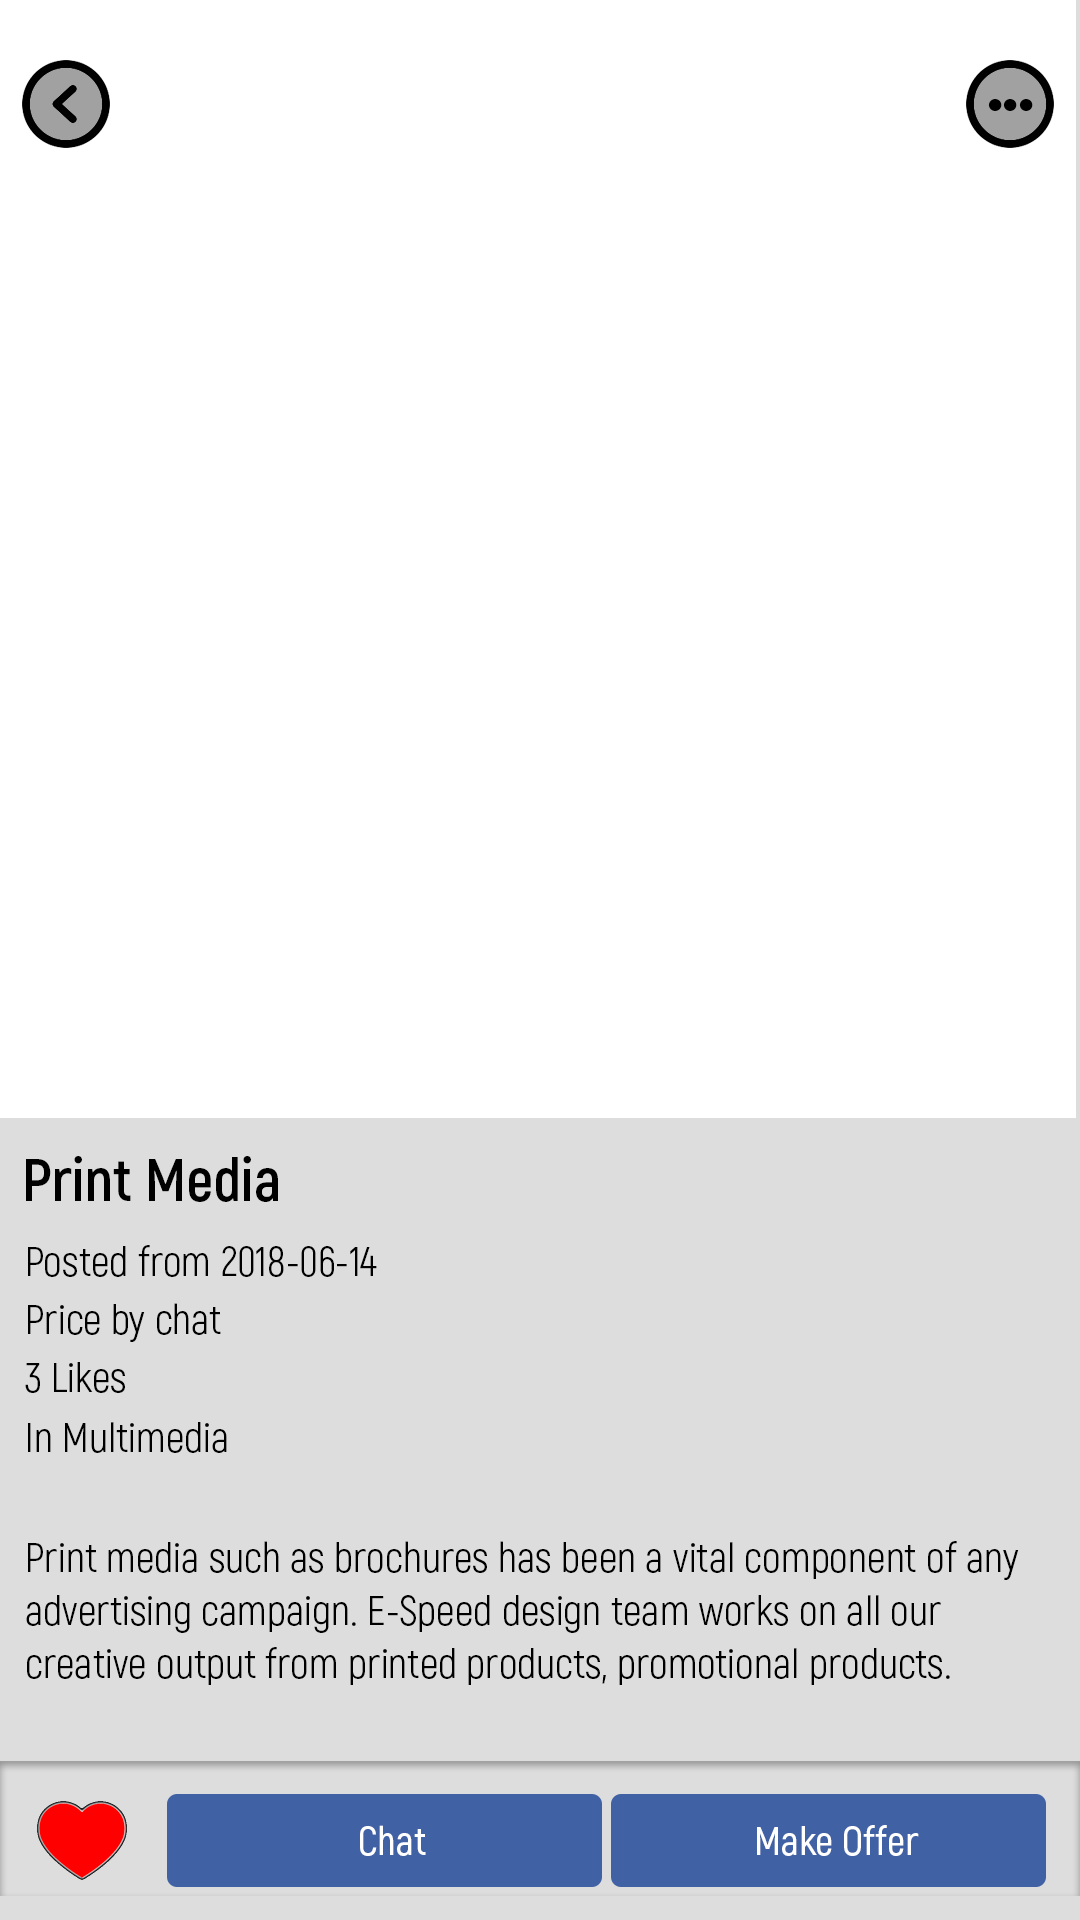 Print Media
Posted from 2018-06-14
Price by chat
3 Likes
In Multimedia
Print media such as brochures has been a vital component of any
advertising campaign. E-Speed design team works on all our
creative output from printed products, promotional products.
Chat
Make Offer